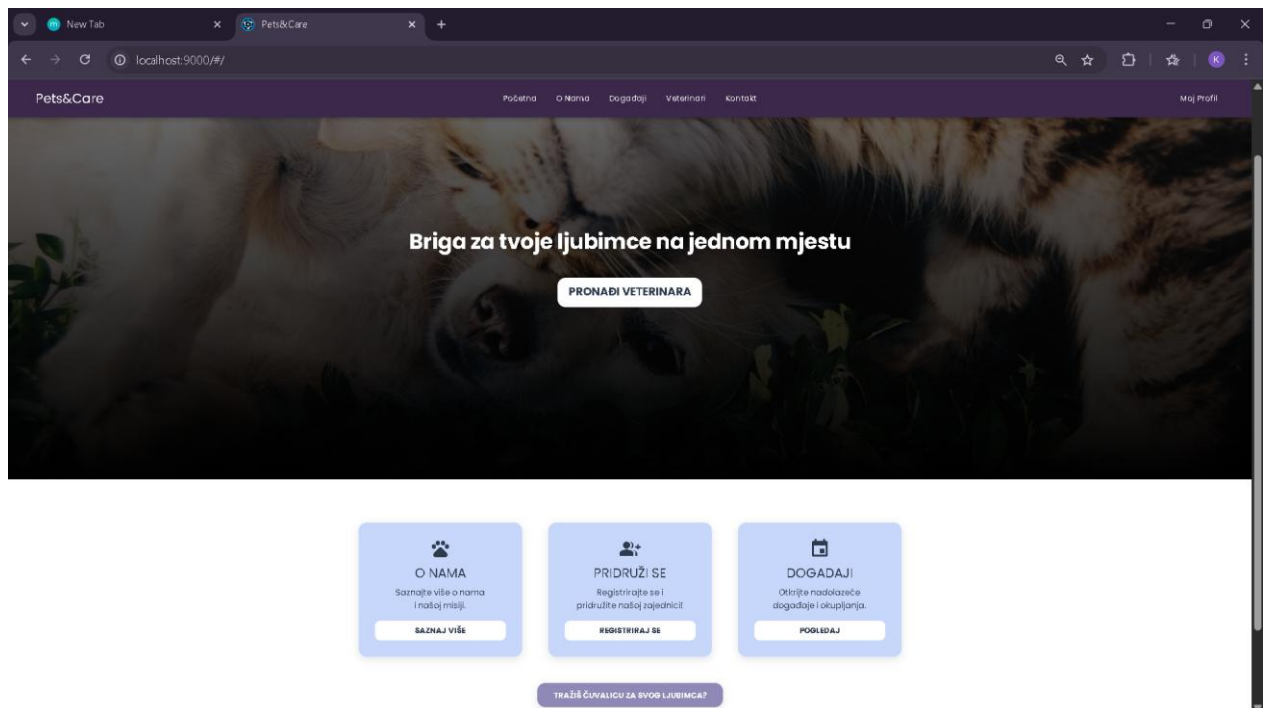 New Tab
Pets&Care
localhost:9000/#/
K
Pets&Care
Početna O Nama Događaji Veterinari Kontakt
Moj Profil
Briga za tvoje ljubimce na jednom mjestu
PRONAĐI VETERINARA
O NAMA
Saznajte više o nama
i našoj misiji.
SAZNAJ VIŠE
PRIDRUŽI SE
Registrirajte se i
pridružite našoj zajednici!
REGISTRIRAJ SE
DOGAĐAJI
Otkrijte nadolazeće
događaje i okupljanja.
POGLEDAJ
TRAŽIŠ ČUVALICU ZA SVOG LJUBIMCA?